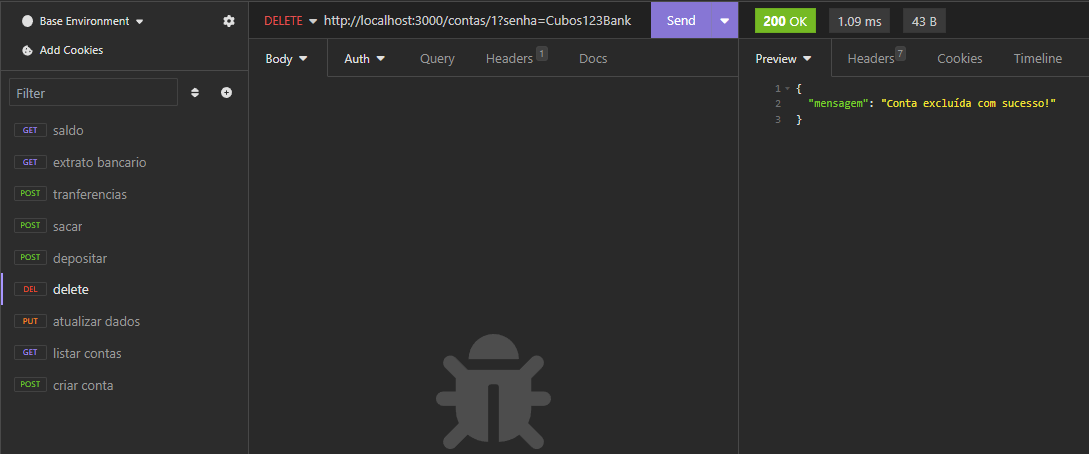 Base Environment
Add Cookies
Filter
GET saldo
GET extrato bancario
POST tranferencias
POST sacar
POST depositar
DEL delete
PUT atualizar dados
GET listar contas
POST criar conta
DELETE http://localhost:3000/contas/1?senha=Cubos123Bank Send
Body Auth Query Headers 1 Docs
200 OK 1.09 ms 43 B
Preview Headers 7 Cookies Timeline
1 {
2 "mensagem": "Conta excluída com sucesso!"
3 }